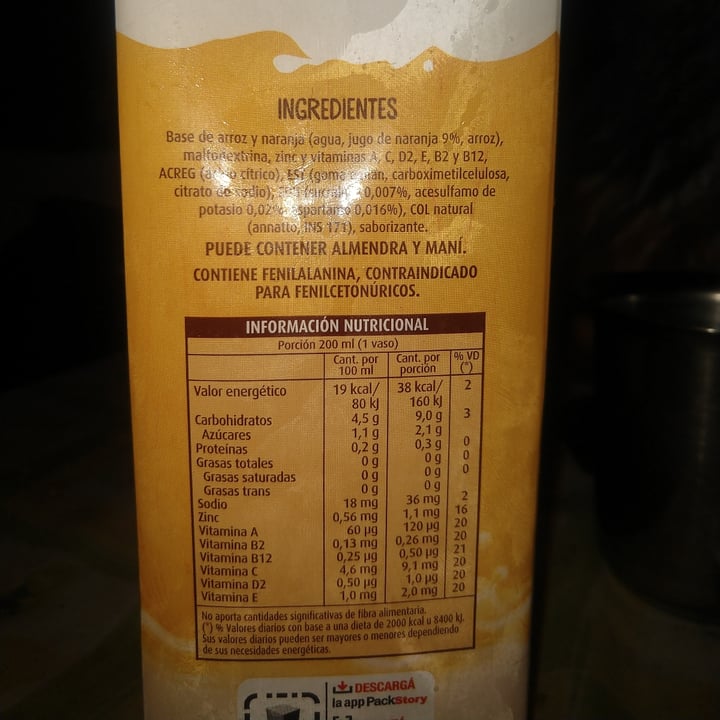 INGREDIENTES
Base de arroz y naranja (agua, jugo de naranja 9%, arroz),
maltodextrina, zinc y vitaminas A, C, D2, E, B2 y B12,
ACREG (ácido cítrico), EST (goma carboximetilcelulosa,
citrato de sodio), 0,007%, acesulfamo de
potasio 0,02% aspartamo 0,016%), COL natural
(annatto, INS 171), saborizante.
PUEDE CONTENER ALMENDRA Y MANÍ.
CONTIENE FENILALANINA, CONTRAINDICADO
PARA FENILCETONÚRICOS.
INFORMACIÓN NUTRICIONAL
Porción 200 ml (1 vaso)
Cant. por 100 ml Cant. por porción % VD (*)
Valor energético 19 kcal/ 80 kJ 38 kcal/ 160 kJ 2
Carbohidratos 4,5 g 9,0 g 3
Azúcares 1,1 g 2,1 g
Proteínas 0,2 g 0,3 g 0
Grasas totales 0 g 0 g 0
Grasas saturadas 0 g 0 g 0
Grasas trans 0 g 0 g
Sodio 18 mg 36 mg 2
Zinc 0,56 mg 1,1 mg 16
Vitamina A 60 µg 120 µg 20
Vitamina B2 0,13 mg 0,26 mg 20
Vitamina B12 0,25 µg 0,50 µg 21
Vitamina C 4,6 mg 9,1 mg 20
Vitamina D2 0,50 µg 1,0 µg 20
Vitamina E 1,0 mg 2,0 mg 20
No aporta cantidades significativas de fibra alimentaria.
(*) % Valores diarios con base a una dieta de 2000 kcal u 8400 kJ.
Sus valores diarios pueden ser mayores o menores dependiendo
de sus necesidades energéticas.
DESCARGÁ
la app PackStory